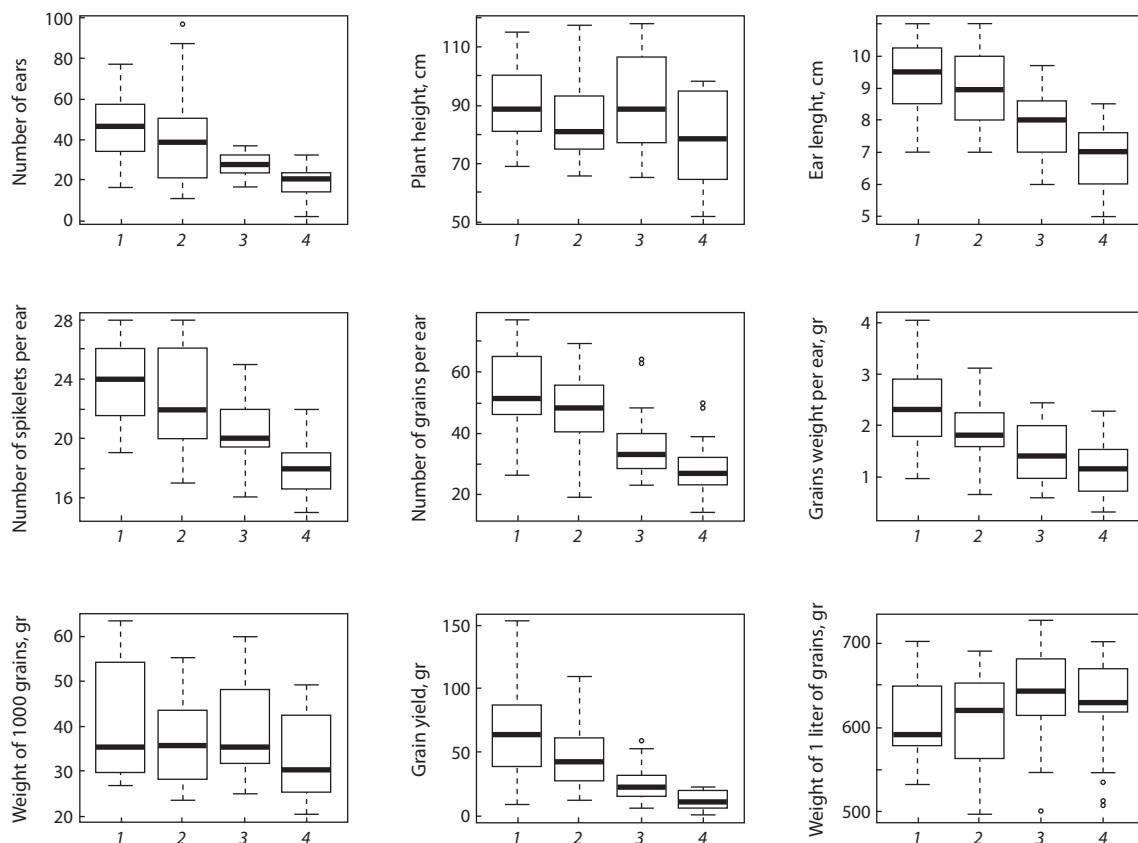 Number of ears
100
80
60
40
20
0
1 2 3 4
Plant height, cm
110
90
70
50
1 2 3 4
Ear lenght, cm
10
9
8
7
6
5
1 2 3 4
Number of spikelets per ear
28
24
20
16
1 2 3 4
Number of grains per ear
60
40
20
1 2 3 4
Grains weight per ear, gr
4
3
2
1
1 2 3 4
Weight of 1000 grains, gr
60
50
40
30
20
1 2 3 4
Grain yield, gr
150
100
50
0
1 2 3 4
Weight of 1 liter of grains, gr
700
600
500
1 2 3 4